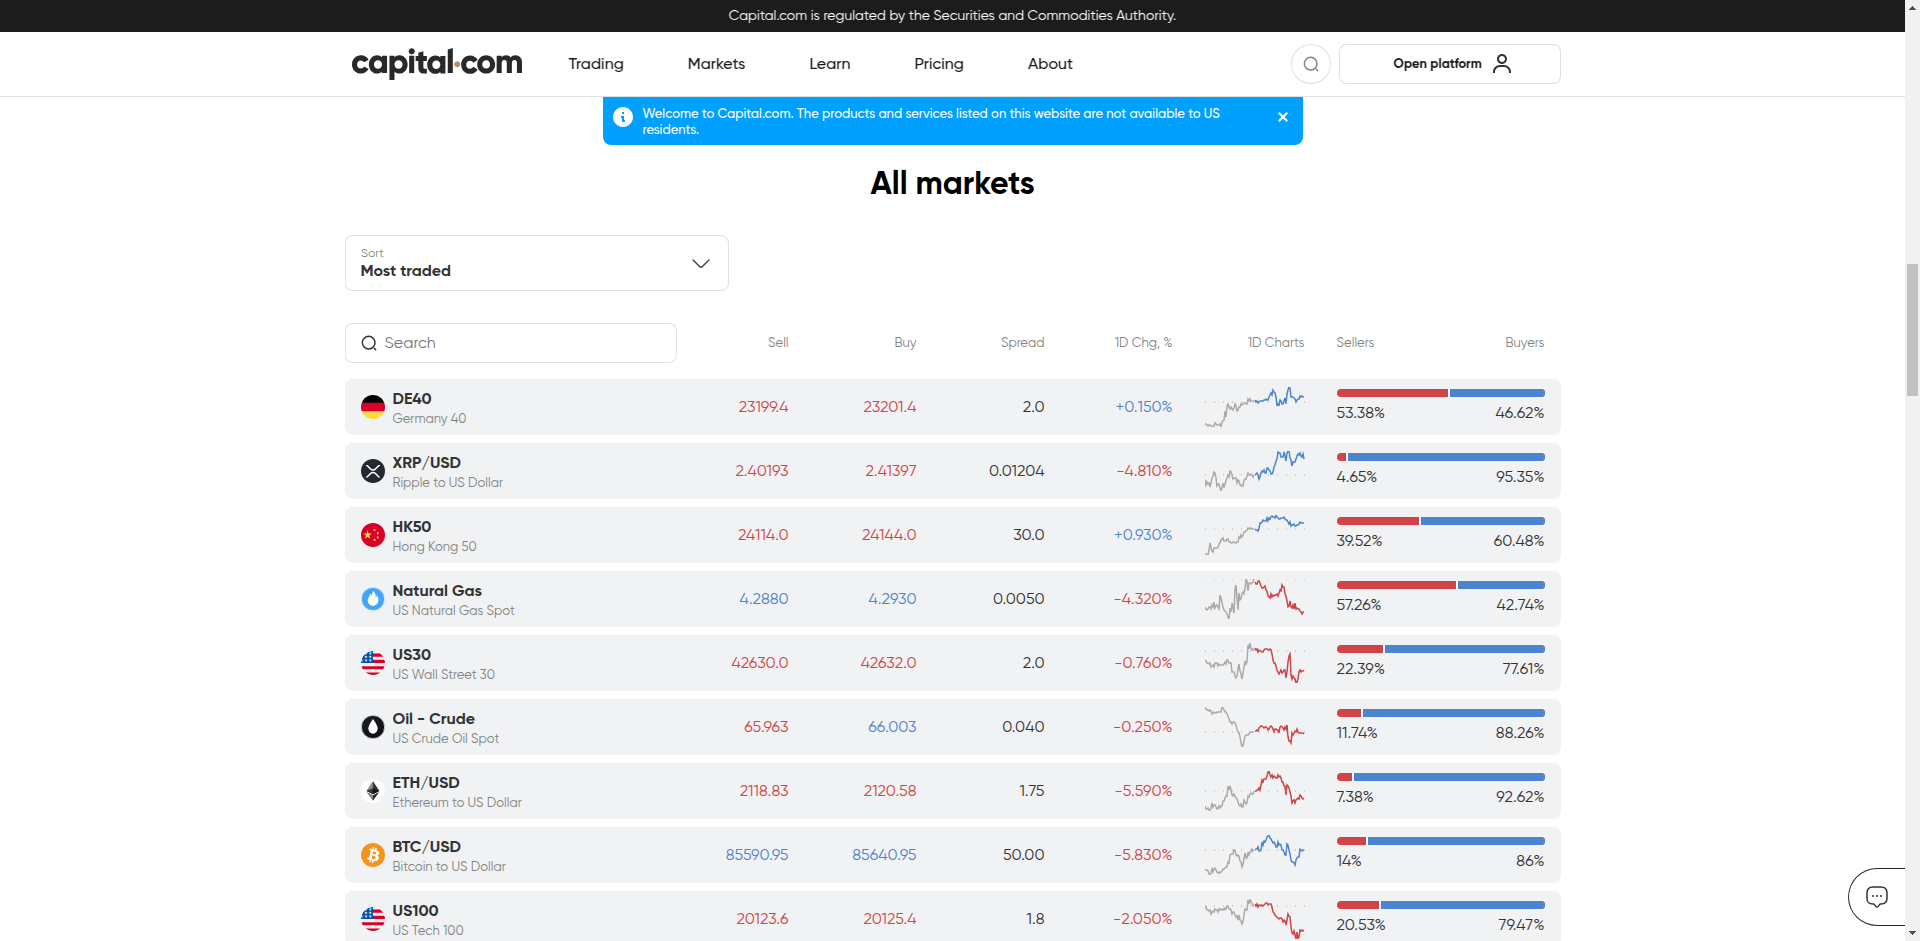 Capital.com is regulated by the Securities and Commodities Authority.
capital.com
Trading
Markets
Learn
Pricing
About
Open platform
Welcome to Capital.com. The products and services listed on this website are not available to US
residents.
All markets
Sort
Most traded
Search
Sell
Buy
Spread
1D Chg, %
1D Charts
Sellers
Buyers
DE40
Germany 40
23199.4
23201.4
2.0
+0.150%
53.38%
46.62%
XRP/USD
Ripple to US Dollar
2.40193
2.41397
0.01204
-4.810%
4.65%
95.35%
HK50
Hong Kong 50
24114.0
24144.0
30.0
+0.930%
39.52%
60.48%
Natural Gas
US Natural Gas Spot
4.2880
4.2930
0.0050
-4.320%
57.26%
42.74%
US30
US Wall Street 30
42630.0
42632.0
2.0
-0.760%
22.39%
77.61%
Oil - Crude
US Crude Oil Spot
65.963
66.003
0.040
-0.250%
11.74%
88.26%
ETH/USD
Ethereum to US Dollar
2118.83
2120.58
1.75
-5.590%
7.38%
92.62%
BTC/USD
Bitcoin to US Dollar
85590.95
85640.95
50.00
-5.830%
14%
86%
US100
US Tech 100
20123.6
20125.4
1.8
-2.050%
20.53%
79.47%